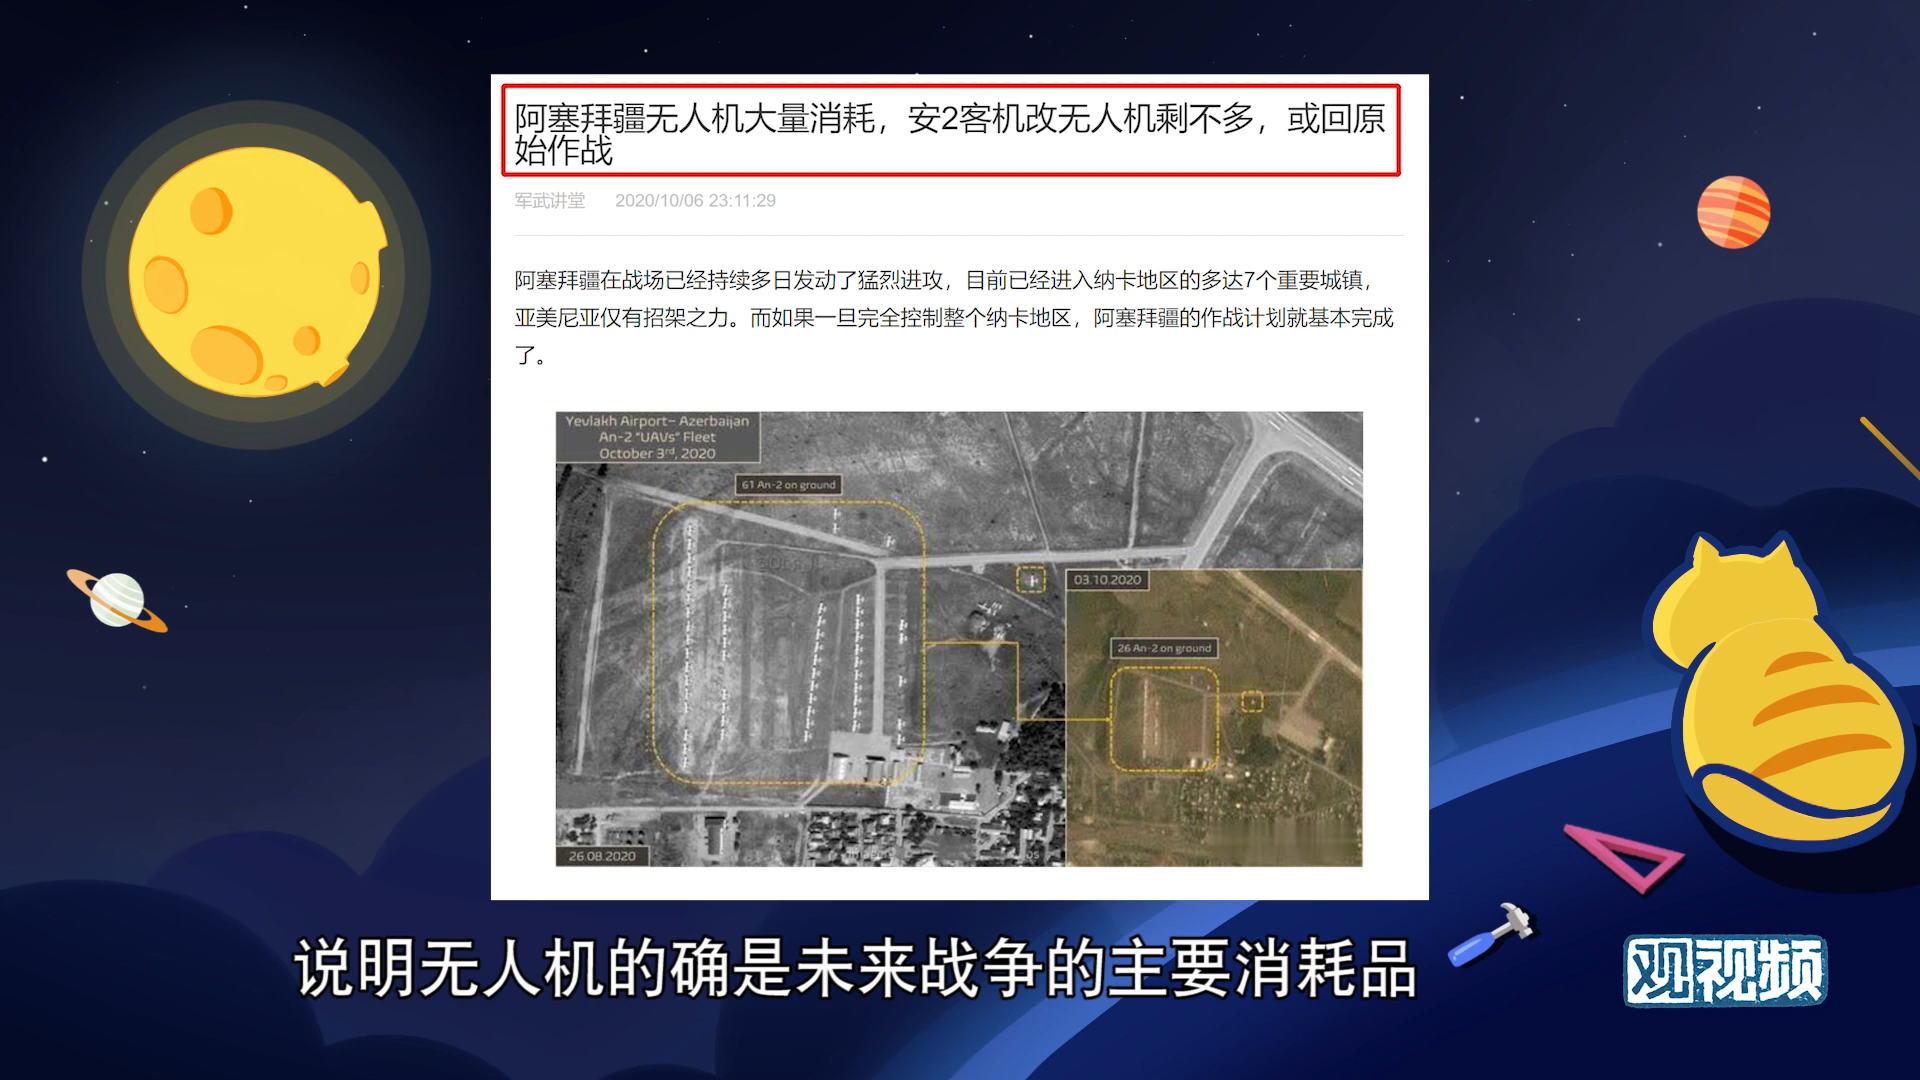 阿塞拜疆无人机大量消耗，安2客机改无人机剩不多，或回原
始作战
军武讲堂 2020/10/06 23:11:29
阿塞拜疆在战场已经持续多日发动了猛烈进攻，目前已经进入纳卡地区的多达7个重要城镇，
亚美尼亚仅有招架之力。而如果一旦完全控制整个纳卡地区，阿塞拜疆的作战计划就基本完成
了。
Yevlakh Airport- Azerbaijan
An-2 "UAVs" Fleet
October 3rd, 2020
61 An-2 on ground
03.10.2020
26 An-2 on ground
26.08.2020
说明无人机的确是未来战争的主要消耗品
观视频